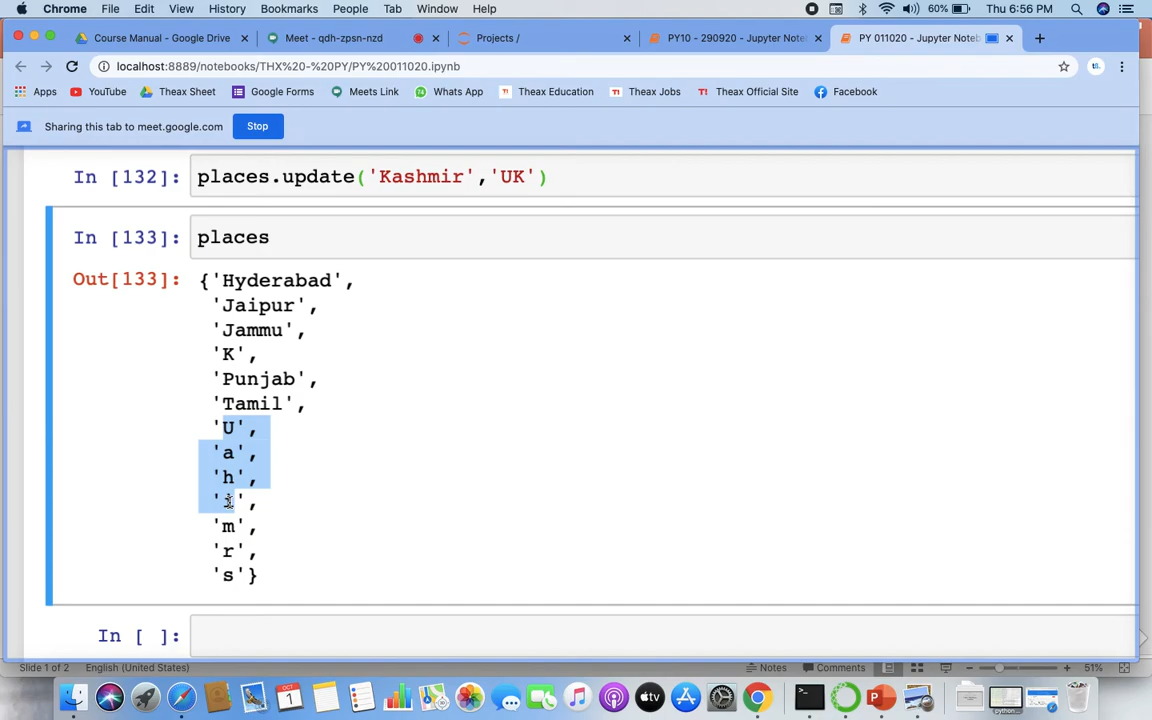 Chrome File Edit View History Bookmarks People Tab Window Help 60% Thu 6:56 PM
Course Manual - Google Drive Meet - qdh-zpsn-nzd Projects / PY10 - 290920 - Jupyter Note PY 011020 - Jupyter Noteb
localhost:8889/notebooks/THX%20-%20PY/PY%20011020.ipynb
Apps YouTube Theax Sheet Google Forms Meets Link Whats App Theax Education Theax Jobs Theax Official Site Facebook
Sharing this tab to meet.google.com Stop
In [132]: places.update('Kashmir','UK')
In [133]: places
Out[133]: {'Hyderabad',
'Jaipur',
'Jammu',
'K',
'Punjab',
'Tamil',
'U',
'a',
'h',
'i',
'm',
'r',
's'}
In [ ]:
Slide 1 of 2 English (United States) Notes Comments 51%